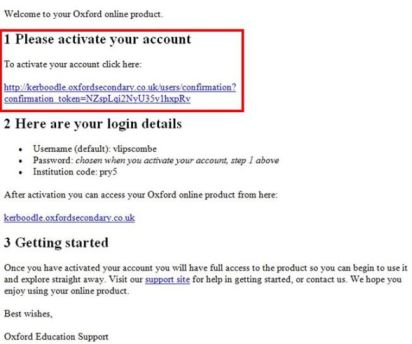 Welcome to your Oxford online product.
1 Please activate your account
To activate your account click here:
http://kerboodle.oxfordsecondary.co.uk/users/confirmation?
confirmation_token=NZspLqi2NyU35y1hxpRv
2 Here are your login details
• Username (default): vlipscombe
• Password: chosen when you activate your account, step 1 above
• Institution code: pry5
After activation you can access your Oxford online product from here:
kerboodle.oxfordsecondary.co.uk
3 Getting started
Once you have activated your account you will have full access to the product so you can begin to use it
and explore straight away. Visit our support site for help in getting started, or contact us. We hope you
enjoy using your online product.
Best wishes,
Oxford Education Support